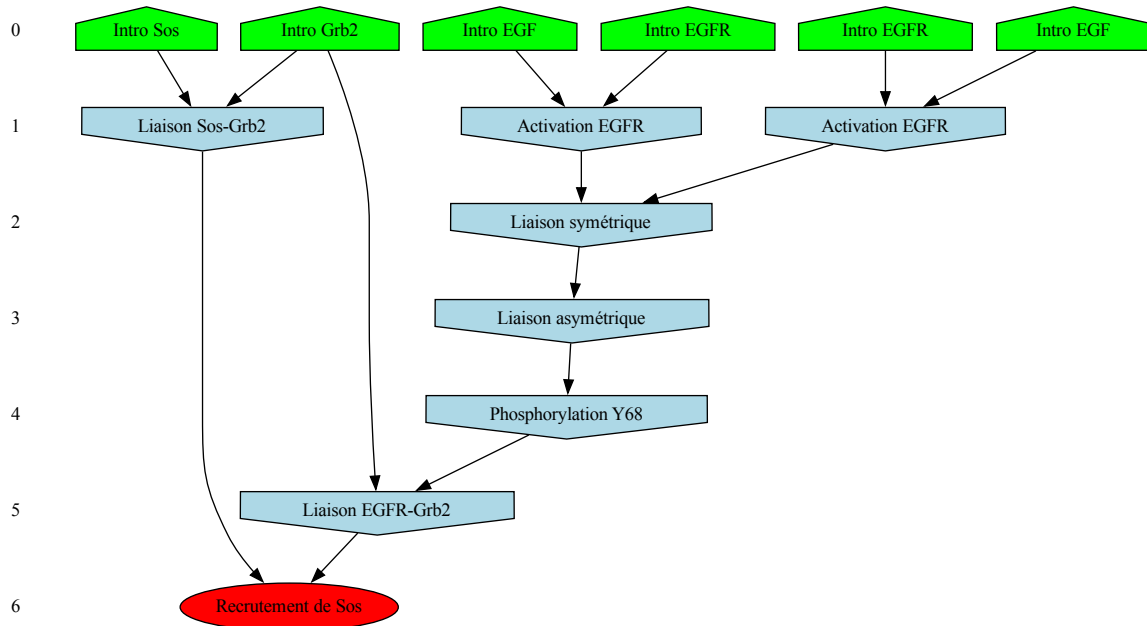 0 Intro Sos Intro Grb2 Intro EGF Intro EGFR Intro EGFR Intro EGF
1 Liaison Sos-Grb2 Activation EGFR Activation EGFR
2 Liaison symétrique
3 Liaison asymétrique
4 Phosphorylation Y68
5 Liaison EGFR-Grb2
6 Recrutement de Sos